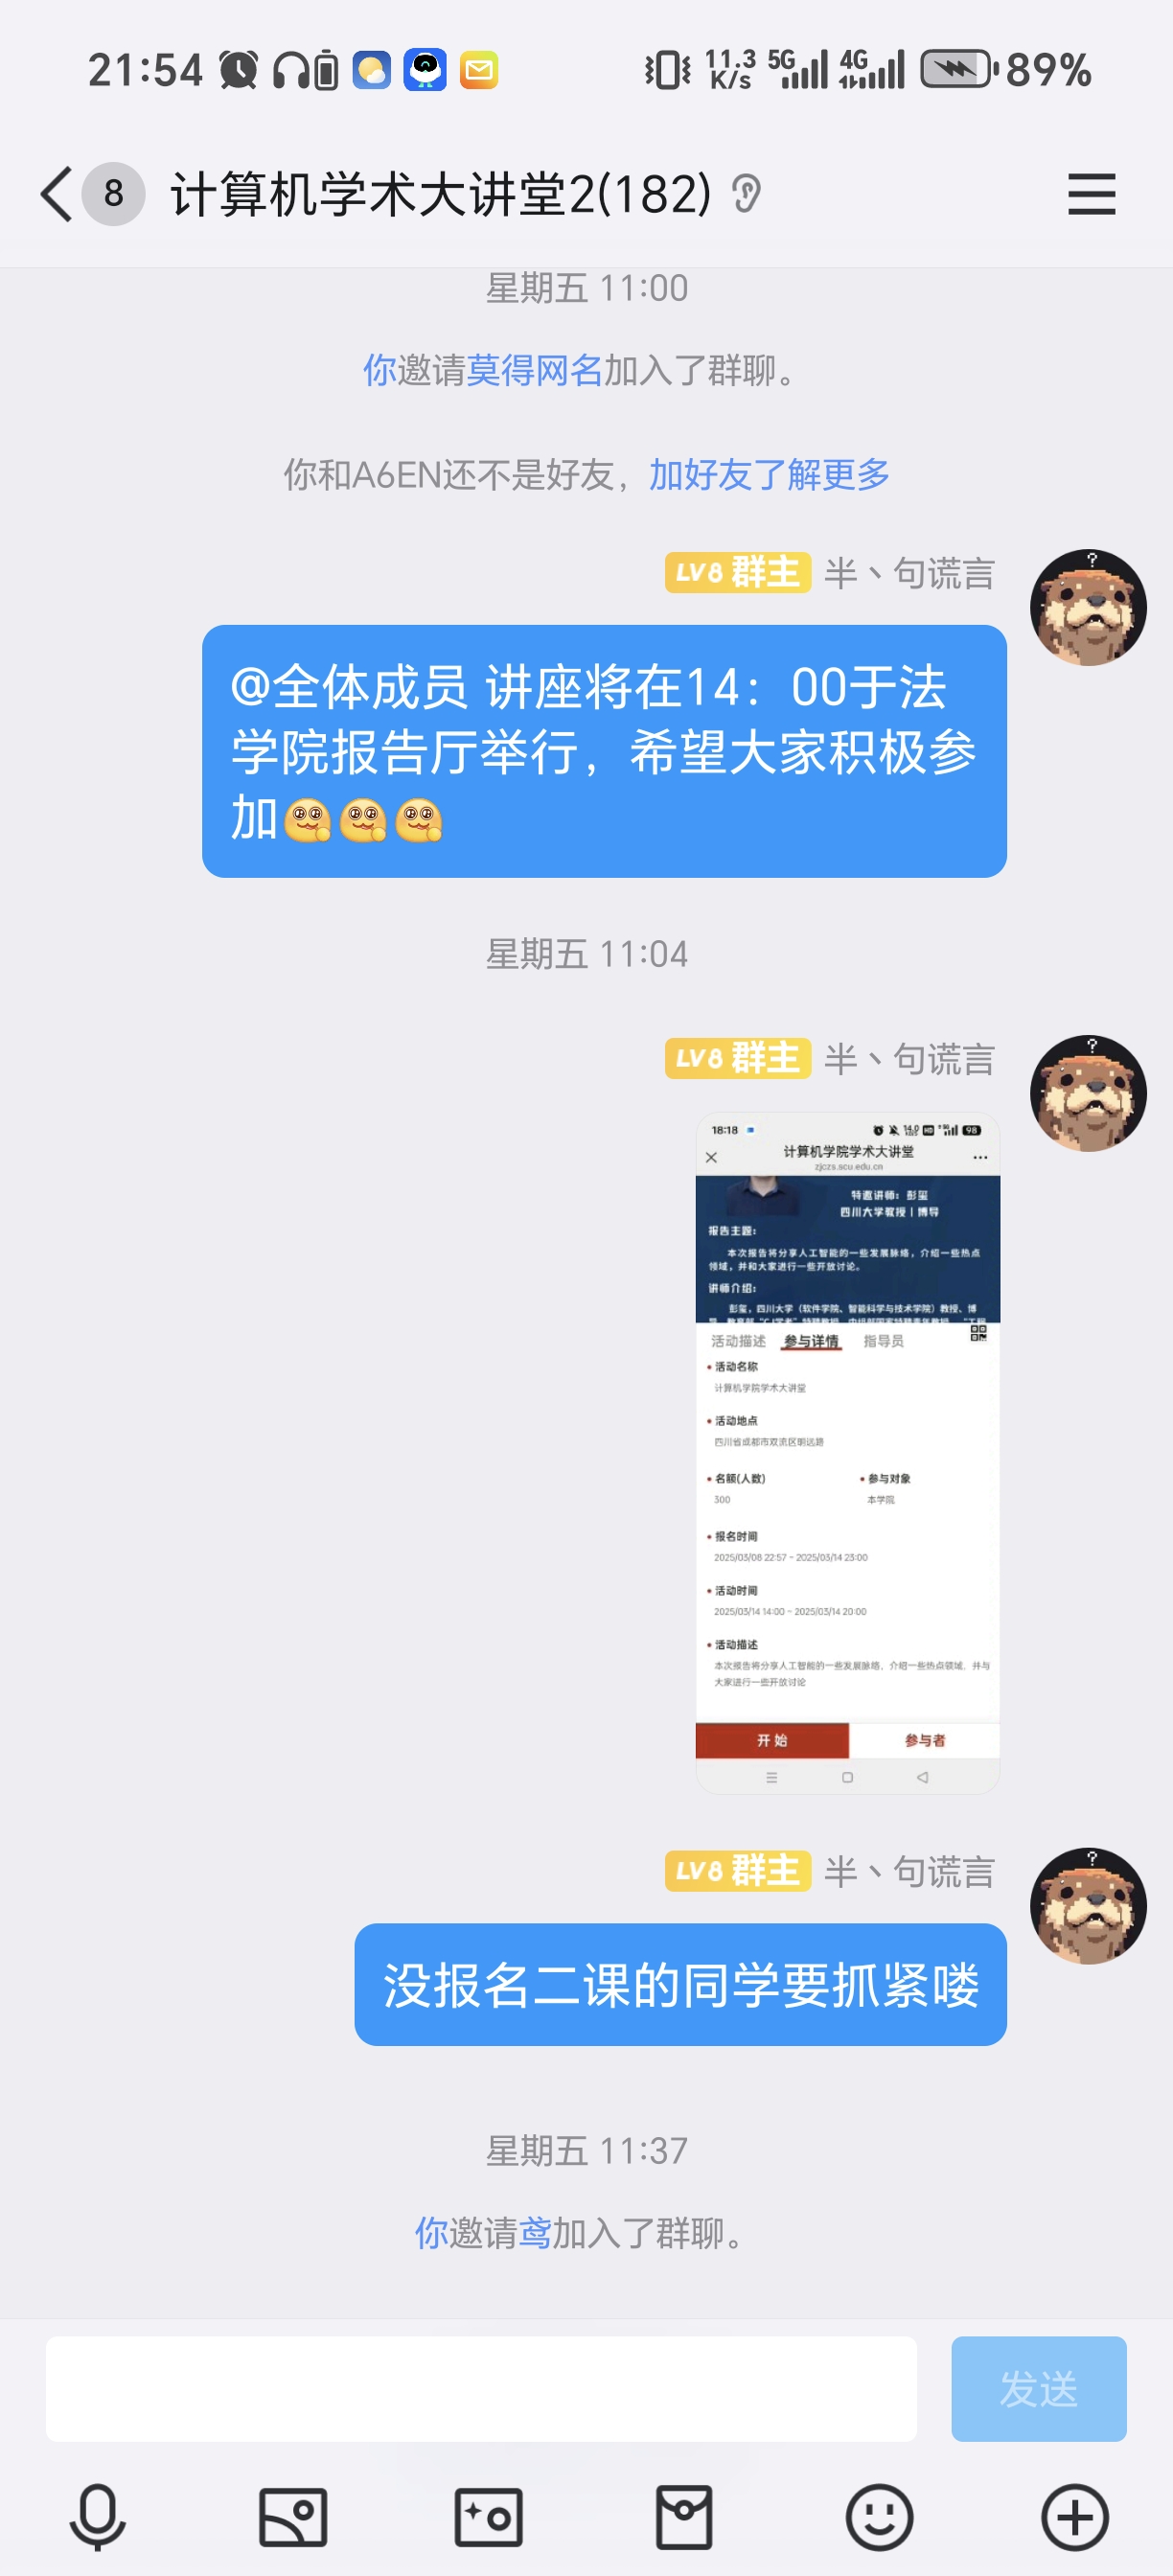 21:54 11.3 K/s 5G 4G 89%
8 计算机学术大讲堂2(182)
星期五 11:00
你邀请莫得网名加入了群聊。
你和A6EN还不是好友，加好友了解更多
LV8 群主 半丶句谎言
@全体成员 讲座将在14：00于法
学院报告厅举行，希望大家积极参
加
星期五 11:04
LV8 群主 半丶句谎言
18:18 98
计算机学院学术大讲堂
zjczs.scu.edu.cn
特邀讲师：彭玺
四川大学教授丨博导
报告主题：
本次报告将分享人工智能的一些发展脉络，介绍一些热点
领域，并和大家进行一些开放讨论。
讲师介绍：
彭玺，四川大学（软件学院、智能科学与技术学院）教授、博
活动描述 参与详情 指导员
活动名称
计算机学院学术大讲堂
活动地点
四川省成都市双流区明远路
名额(人数) 参与对象
300 本学院
报名时间
2025/03/08 22:57 - 2025/03/14 23:00
活动时间
2025/03/14 14:00 - 2025/03/14 20:00
活动描述
本次报告将分享人工智能的一些发展脉络，介绍一些热点领域，并与
大家进行一些开放讨论
开始 参与者
LV8 群主 半丶句谎言
没报名二课的同学要抓紧喽
星期五 11:37
你邀请鸢加入了群聊。
发送